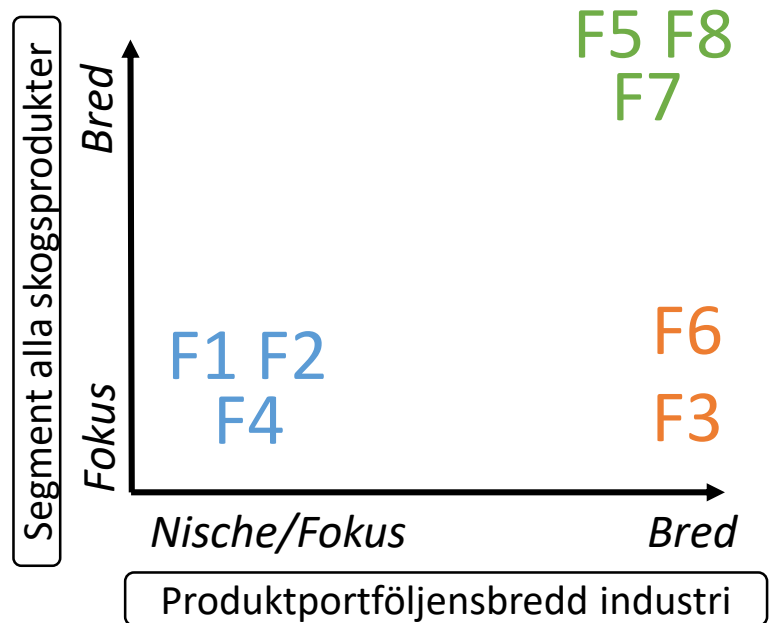 Segment alla skogsprodukter
Bred
Fokus
F5 F8
F7
F1 F2
F4
F6
F3
Nische/Fokus
Bred
Produktportföljensbredd industri